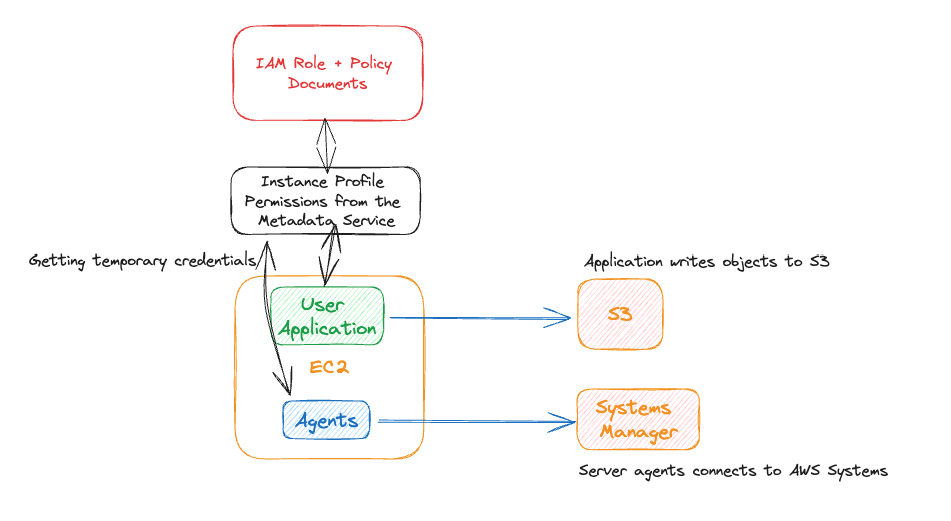 IAM Role + Policy
Documents
Instance Profile
Permissions from the
Metadata Service
Getting temporary credentials
Application writes objects to S3
User
Application
S3
EC2
Agents
Systems
Manager
Server agents connects to AWS Systems